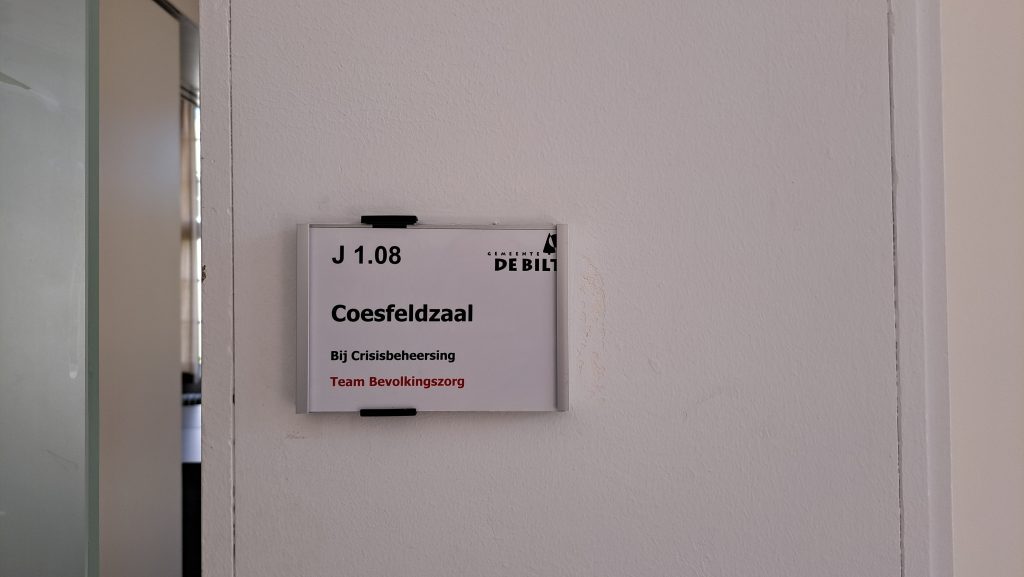 J 1.08
GEMEENTE
DE BILT
Coesfeldzaal
Bij Crisisbeheersing
Team Bevolkingszorg